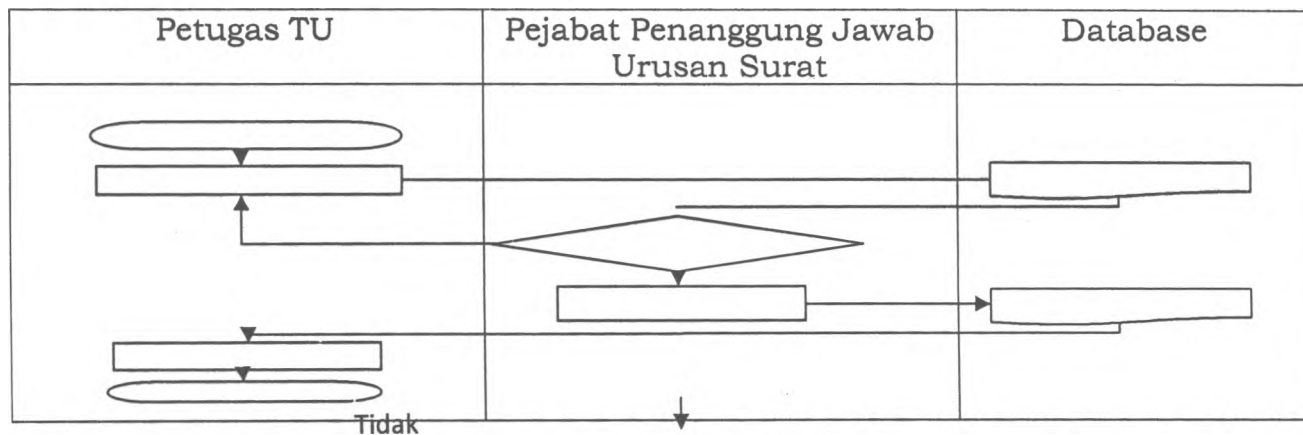 Petugas TU
Pejabat Penanggung Jawab
Urusan Surat
Database
Tidak